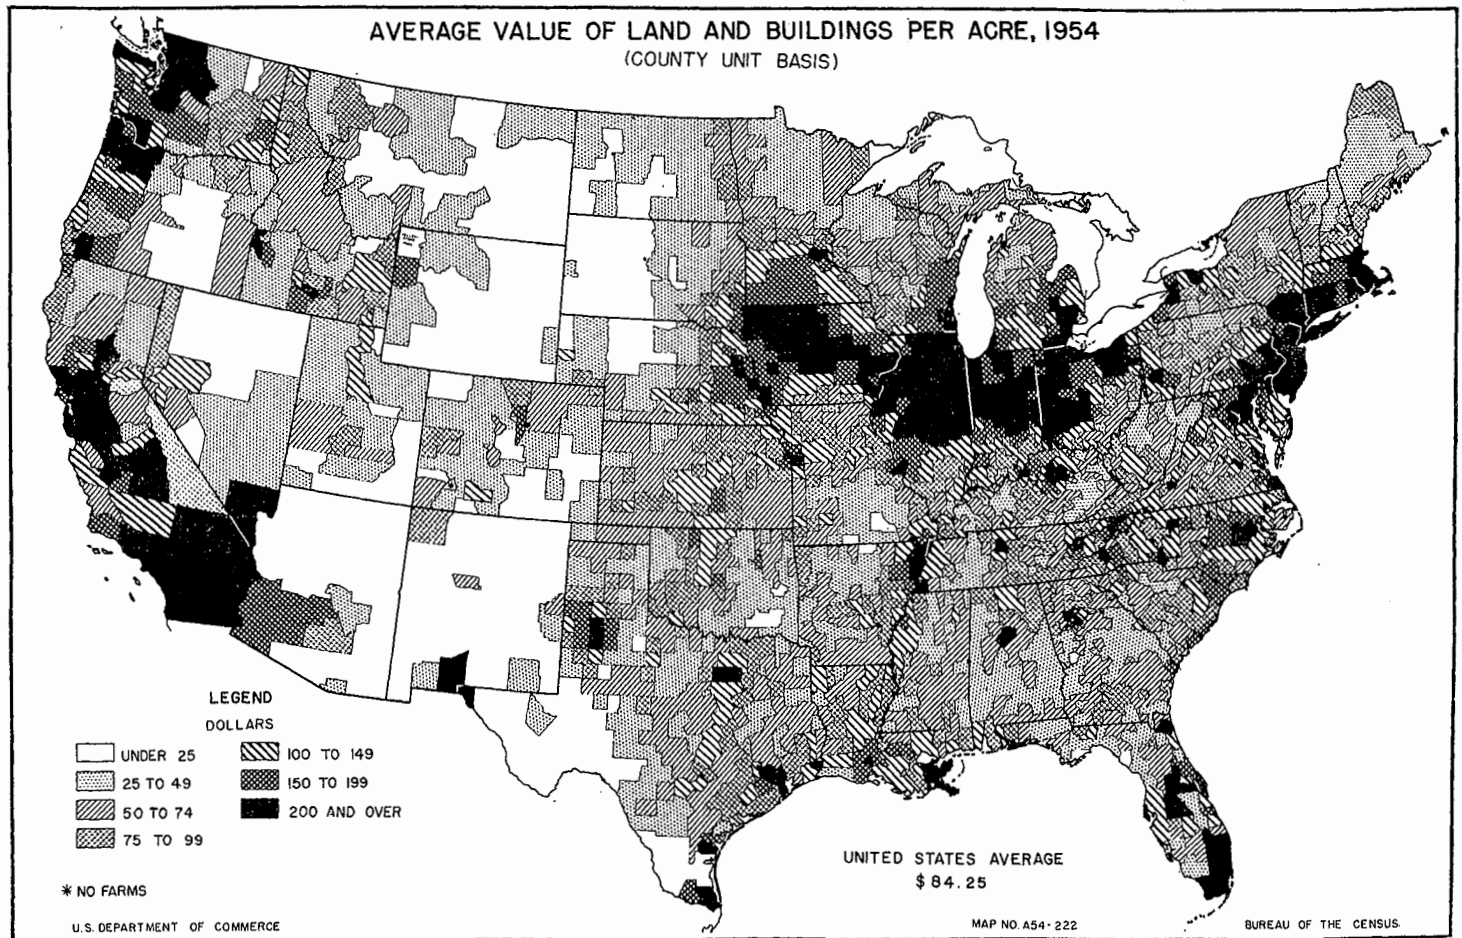 AVERAGE VALUE OF LAND AND BUILDINGS PER ACRE, 1954
(COUNTY UNIT BASIS)
LEGEND
DOLLARS
UNDER 25
25 TO 49
50 TO 74
75 TO 99
100 TO 149
150 TO 199
200 AND OVER
* NO FARMS
UNITED STATES AVERAGE
$84.25
U.S. DEPARTMENT OF COMMERCE
MAP NO. A54-222
BUREAU OF THE CENSUS